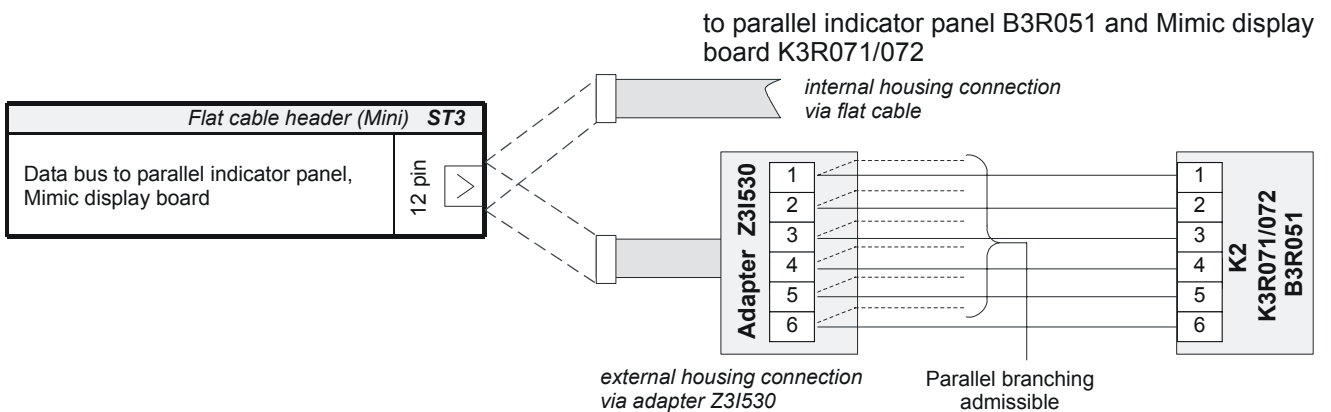 to parallel indicator panel B3R051 and Mimic display
board K3R071/072
internal housing connection
via flat cable
Flat cable header (Mini) ST3
Data bus to parallel indicator panel,
Mimic display board
12 pin
Adapter Z3I530
1
2
3
4
5
6
1
2
3
4
5
6
K2
K3R071/072
B3R051
external housing connection
via adapter Z3I530
Parallel branching
admissible